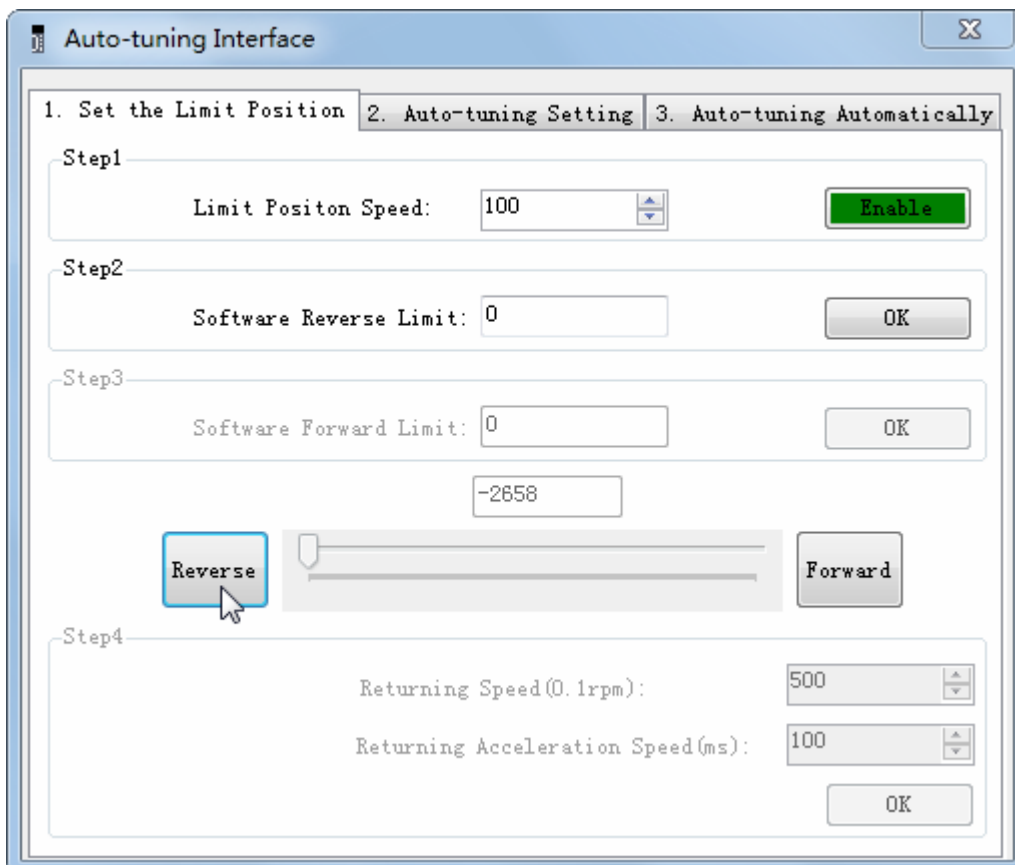 Auto-tuning Interface
1. Set the Limit Position 2. Auto-tuning Setting 3. Auto-tuning Automatically
Step1
Limit Positon Speed: 100 Enable
Step2
Software Reverse Limit: 0 OK
Step3
Software Forward Limit: 0 OK
-2658
Reverse Forward
Step4
Returning Speed(0.1rpm): 500
Returning Acceleration Speed(ms): 100
OK